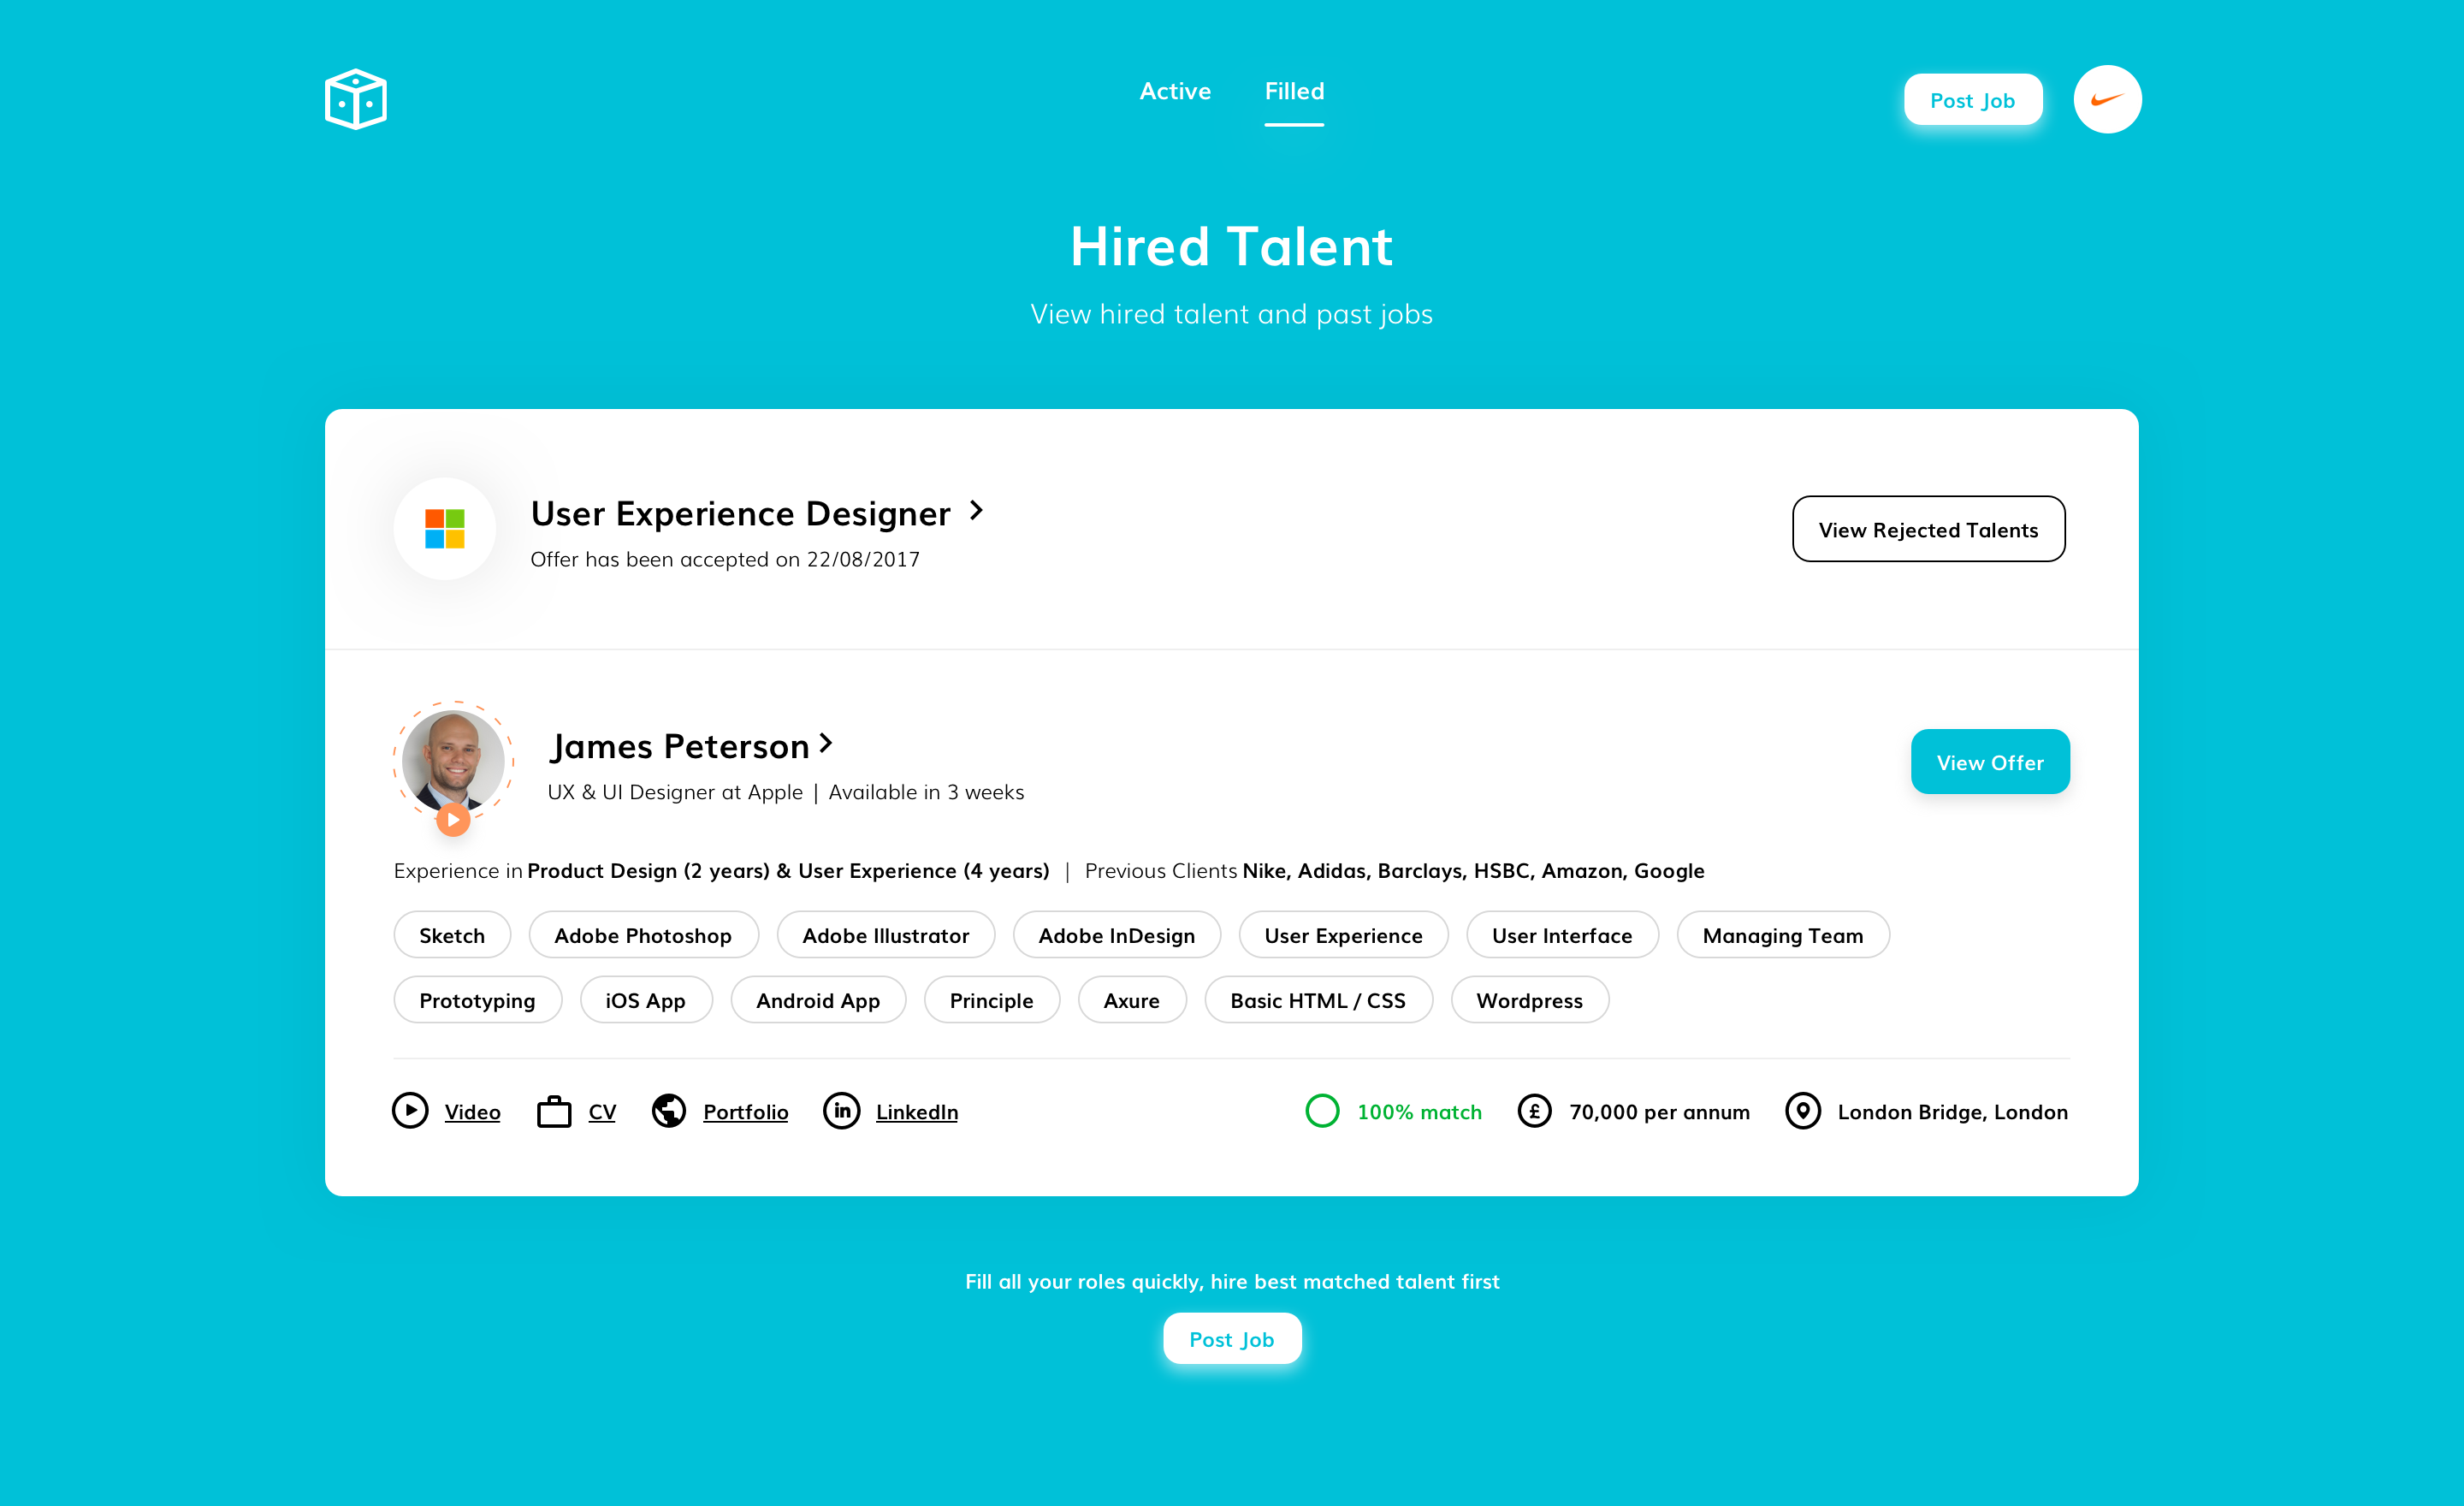 Active
Filled
Post Job
Hired Talent
View hired talent and past jobs
User Experience Designer
Offer has been accepted on 22/08/2017
View Rejected Talents
James Peterson
UX & UI Designer at Apple | Available in 3 weeks
View Offer
Experience in Product Design (2 years) & User Experience (4 years) | Previous Clients Nike, Adidas, Barclays, HSBC, Amazon, Google
Sketch
Adobe Photoshop
Adobe Illustrator
Adobe InDesign
User Experience
User Interface
Managing Team
Prototyping
iOS App
Android App
Principle
Axure
Basic HTML / CSS
Wordpress
Video
CV
Portfolio
in
LinkedIn
100% match
£
70,000 per annum
London Bridge, London
Fill all your roles quickly, hire best matched talent first
Post Job